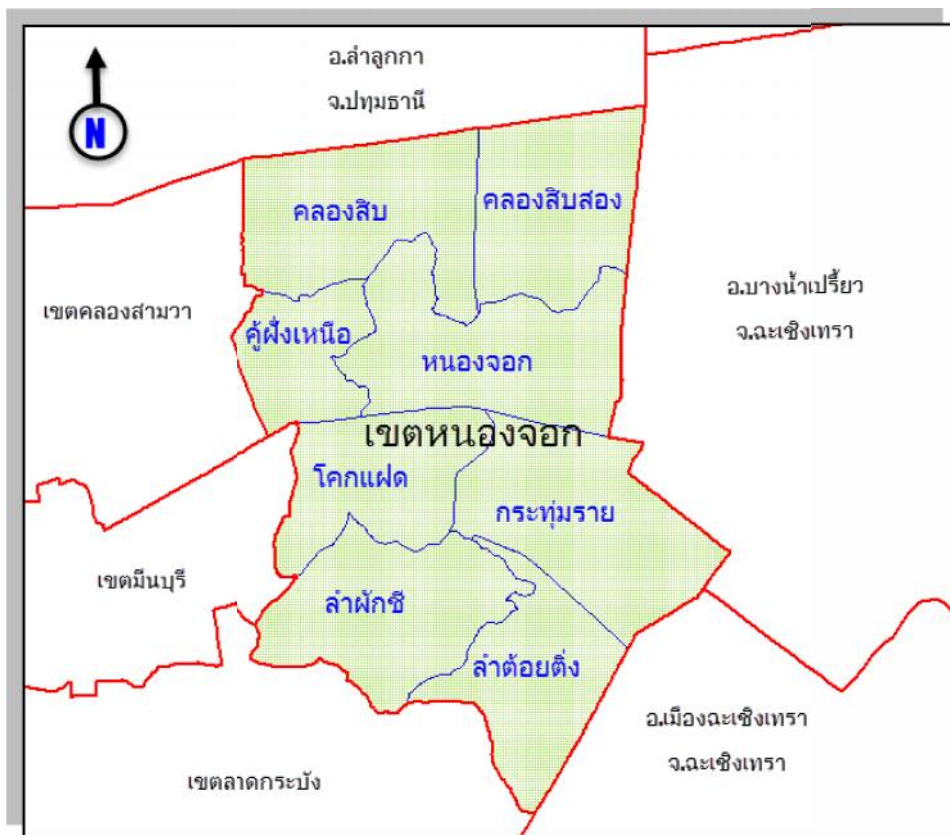 อ.ลำลูกกา
จ.ปทุมธานี
N
คลองสิบ
คลองสิบสอง
อ.บางน้ำเปรี้ยว
จ.ฉะเชิงเทรา
เขตคลองสามวา
คู้ฝั่งเหนือ
หนองจอก
เขตหนองจอก
โคกแฝด
กระทุ่มราย
เขตมีนบุรี
ลำผักชี
ลำต้อยติ่ง
อ.เมืองฉะเชิงเทรา
จ.ฉะเชิงเทรา
เขตลาดกระบัง